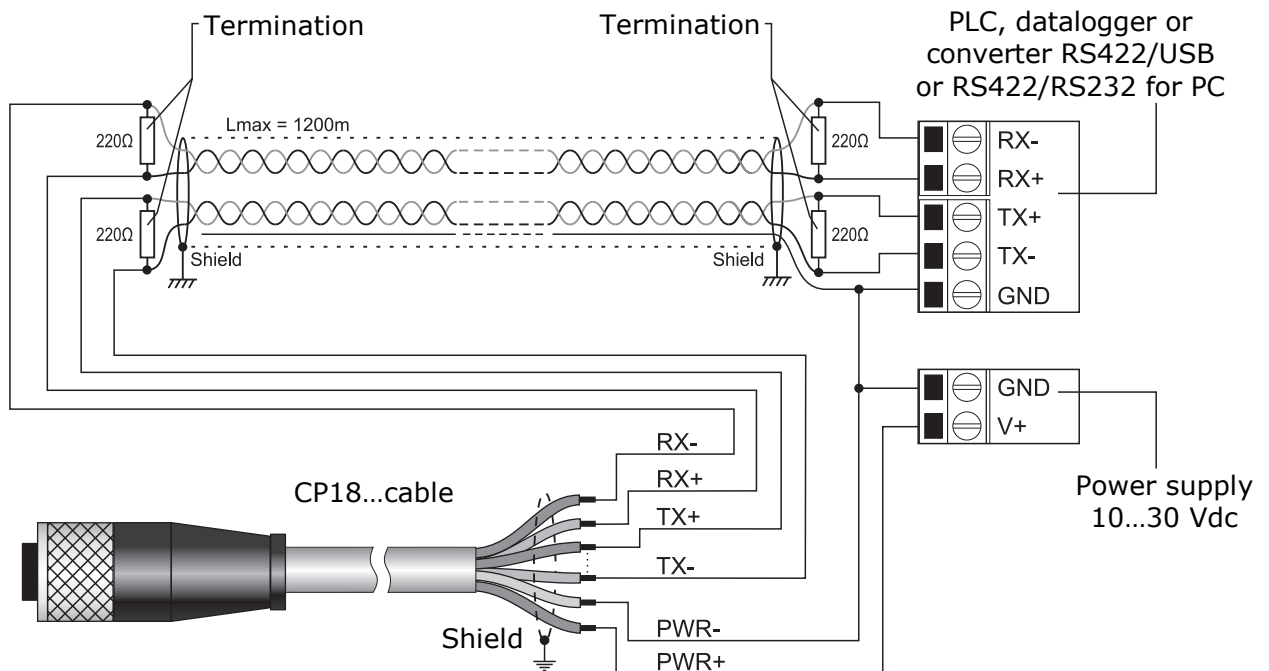 Termination
Termination
PLC, datalogger or
converter RS422/USB
or RS422/RS232 for PC
Lmax = 1200m
220Ω
220Ω
220Ω
220Ω
Shield
Shield
RX-
RX+
TX+
TX-
GND
GND
V+
Power supply
10...30 Vdc
CP18...cable
RX-
RX+
TX+
TX-
PWR-
PWR+
Shield